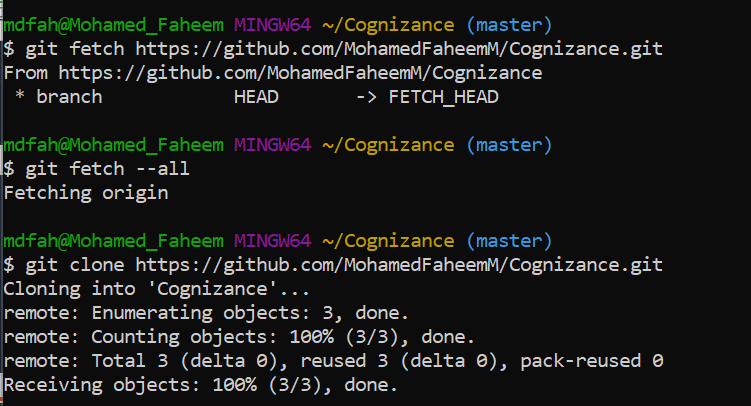 mdfah@Mohamed_Faheem MINGW64 ~/Cognizance (master)
$ git fetch https://github.com/MohamedFaheemM/Cognizance.git
From https://github.com/MohamedFaheemM/Cognizance
 * branch            HEAD       -> FETCH_HEAD
mdfah@Mohamed_Faheem MINGW64 ~/Cognizance (master)
$ git fetch --all
Fetching origin
mdfah@Mohamed_Faheem MINGW64 ~/Cognizance (master)
$ git clone https://github.com/MohamedFaheemM/Cognizance.git
Cloning into 'Cognizance'...
remote: Enumerating objects: 3, done.
remote: Counting objects: 100% (3/3), done.
remote: Total 3 (delta 0), reused 3 (delta 0), pack-reused 0
Receiving objects: 100% (3/3), done.